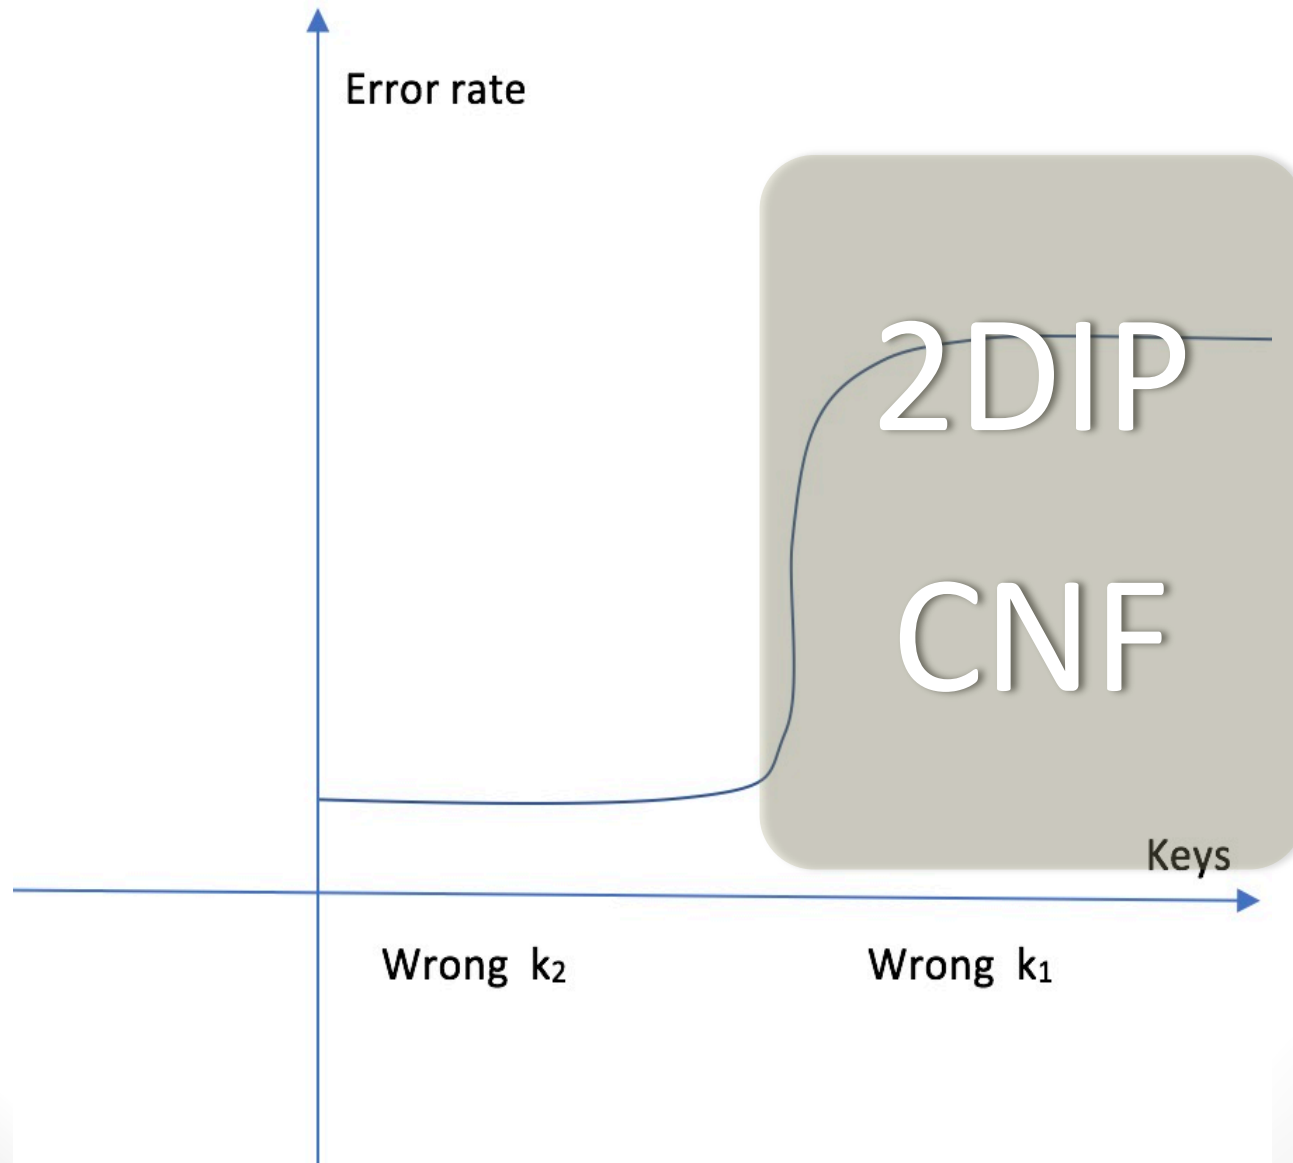 Error rate
2DIP
CNF
Keys
Wrong k₂
Wrong k₁